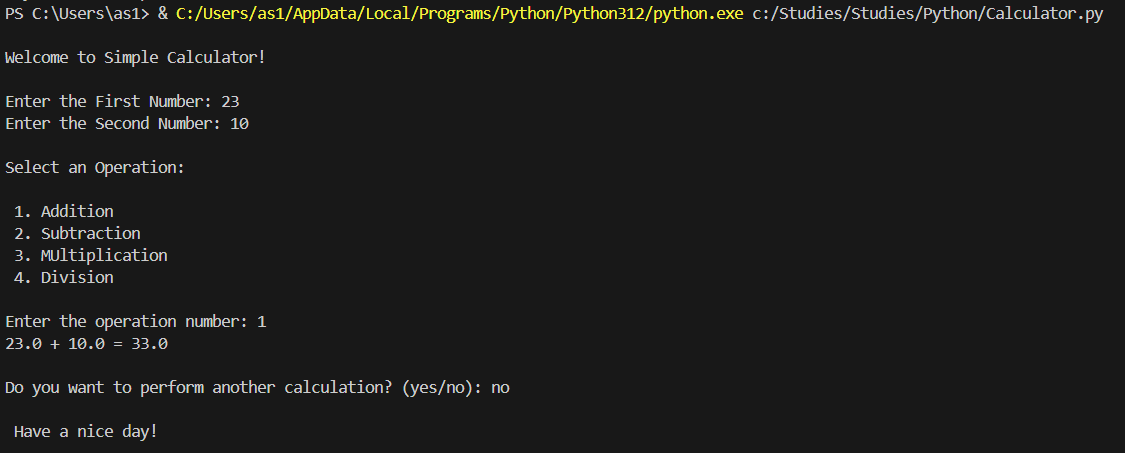 PS C:\Users\as1> & C:/Users/as1/AppData/Local/Programs/Python/Python312/python.exe c:/Studies/Studies/Python/Calculator.py
Welcome to Simple Calculator!
Enter the First Number: 23
Enter the Second Number: 10
Select an Operation:
1. Addition
2. Subtraction
3. MUltiplication
4. Division
Enter the operation number: 1
23.0 + 10.0 = 33.0
Do you want to perform another calculation? (yes/no): no
Have a nice day!